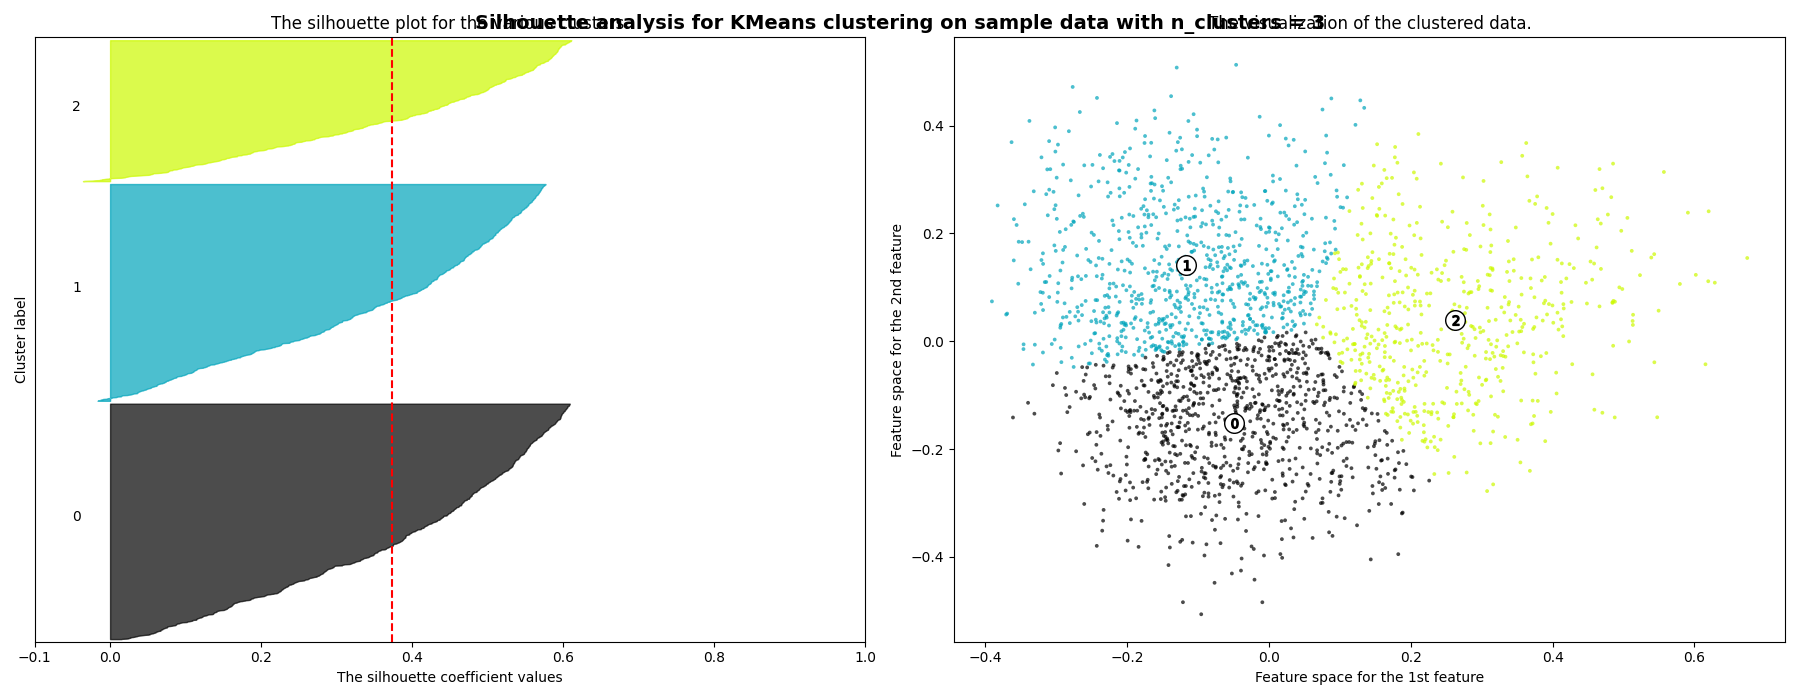 Silhouette analysis for KMeans clustering on sample data with n_clusters = 3
The silhouette plot for the various clusters.
2
1
0
Cluster label
−0.1 0.0 0.2 0.4 0.6 0.8 1.0
The silhouette coefficient values
The visualization of the clustered data.
0.4
0.2
0.0
−0.2
−0.4
1
2
0
Feature space for the 2nd feature
−0.4 −0.2 0.0 0.2 0.4 0.6
Feature space for the 1st feature